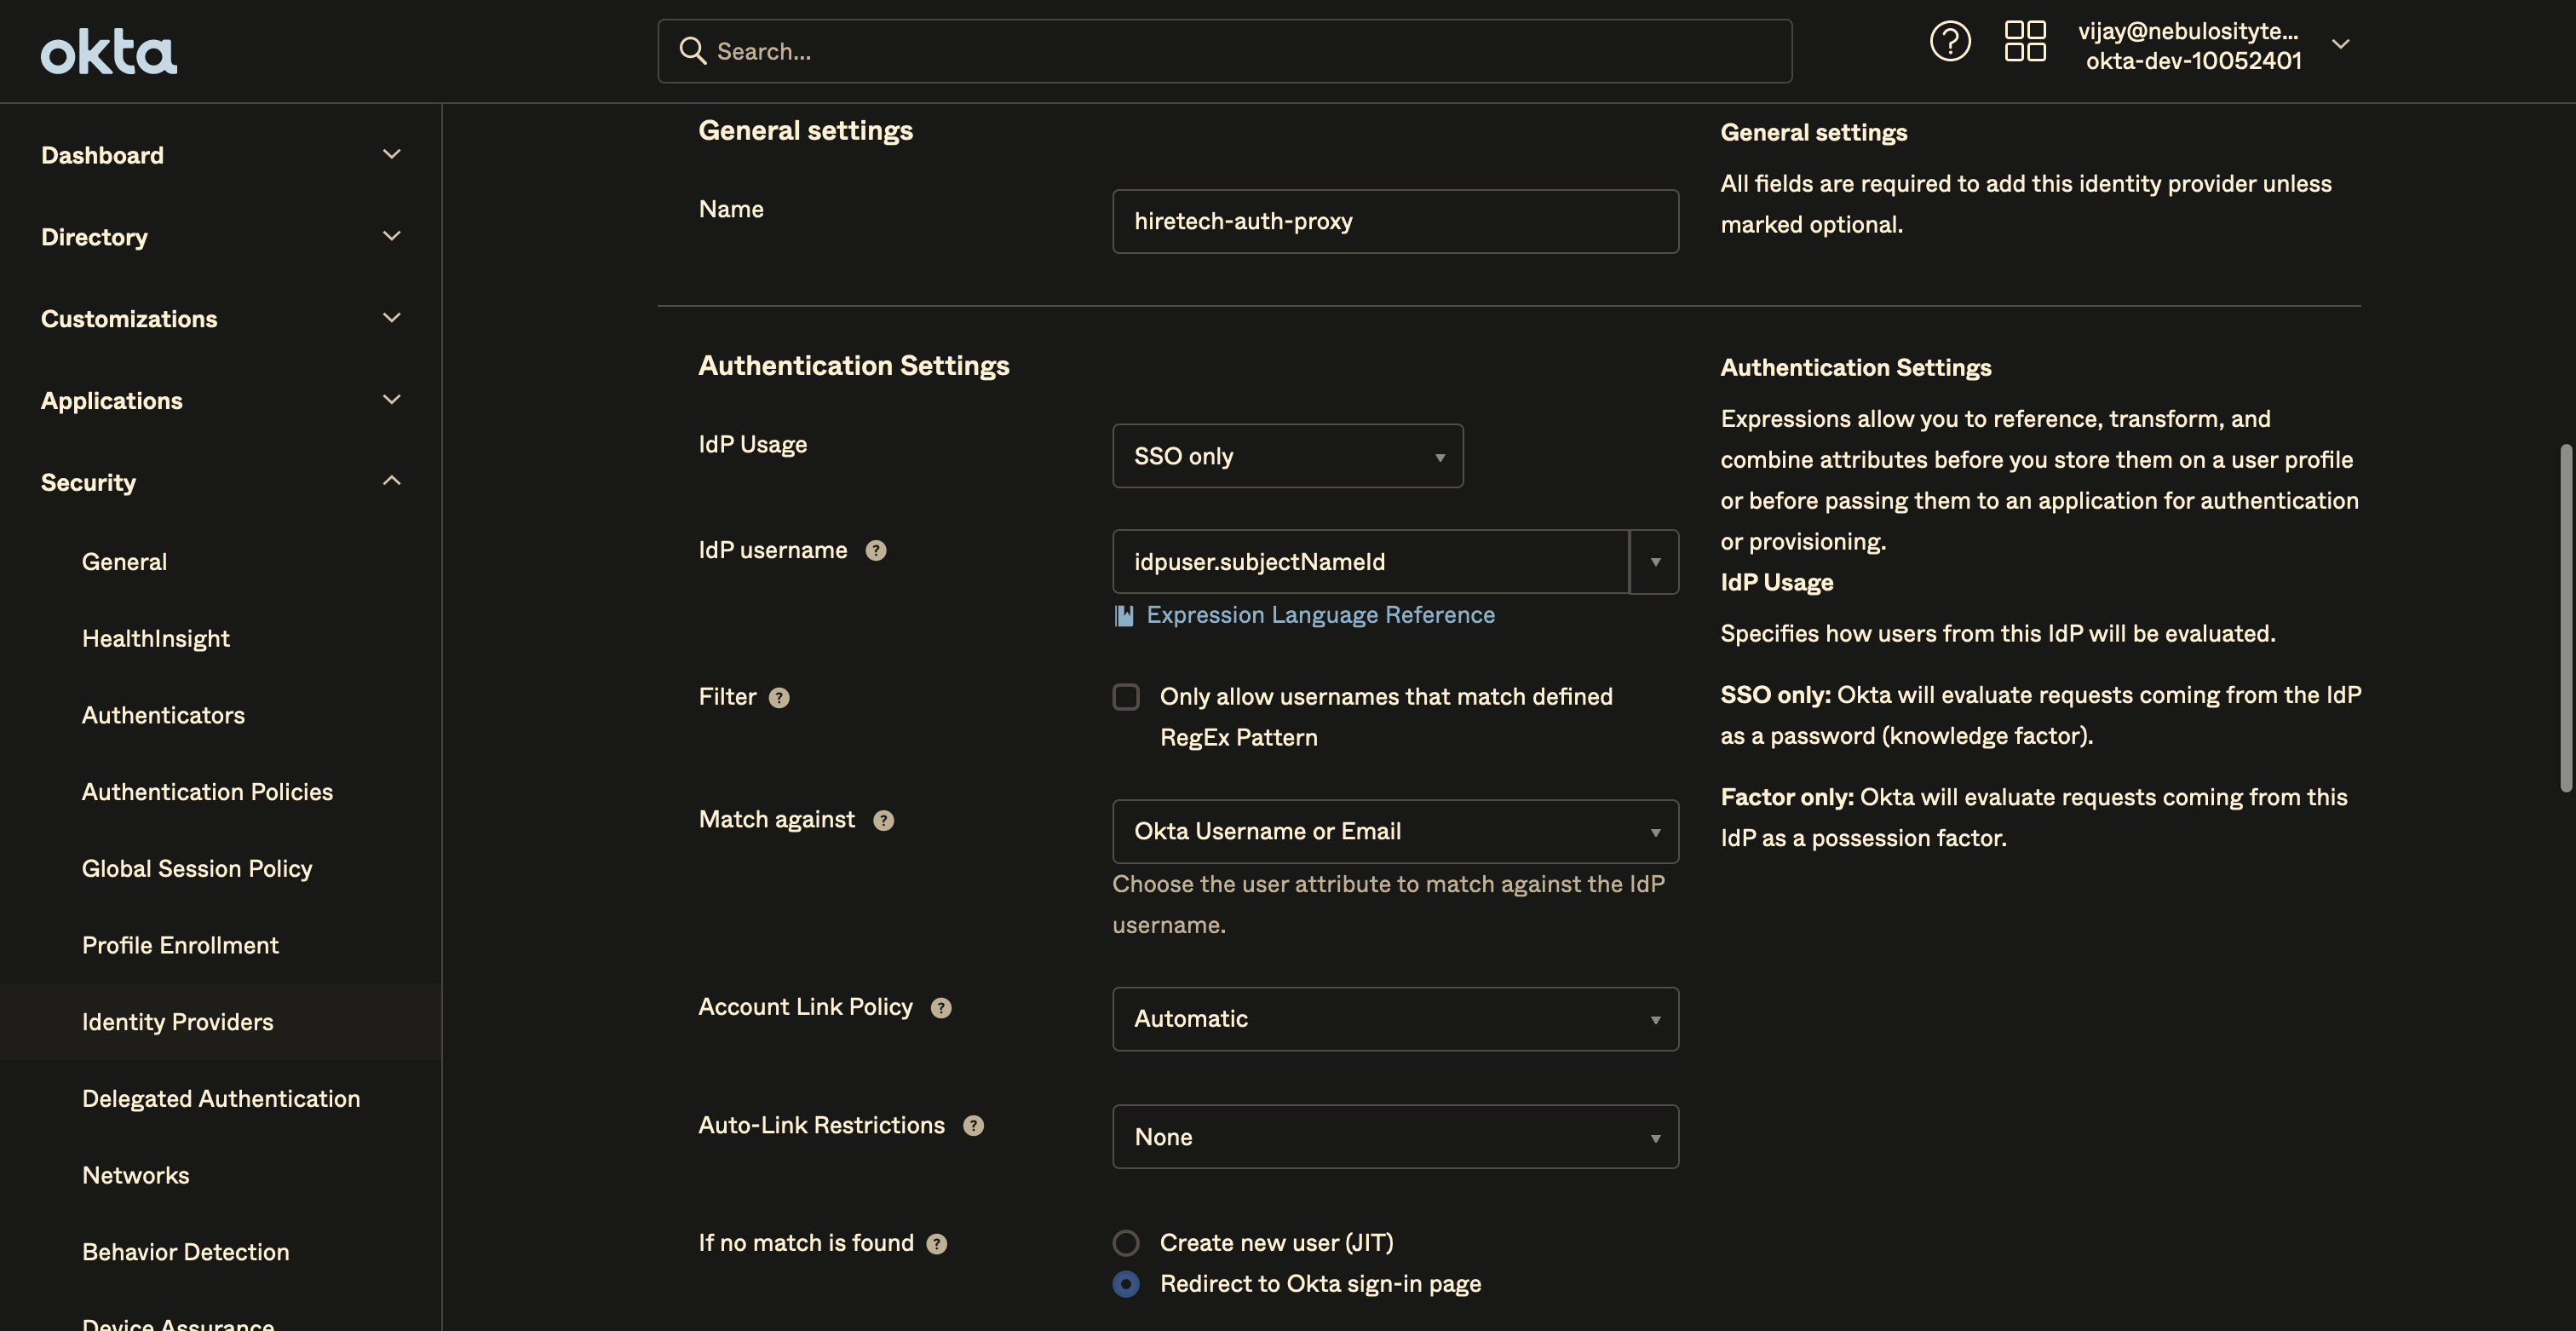 okta
Search...
vijay@nebulosityte...
okta-dev-10052401
Dashboard
Directory
Customizations
Applications
Security
General
HealthInsight
Authenticators
Authentication Policies
Global Session Policy
Profile Enrollment
Identity Providers
Delegated Authentication
Networks
Behavior Detection
Device Assurance
General settings
Name
hiretech-auth-proxy
General settings
All fields are required to add this identity provider unless
marked optional.
Authentication Settings
IdP Usage
SSO only
IdP username ?
idpuser.subjectNameId
Expression Language Reference
Filter ?
Only allow usernames that match defined
RegEx Pattern
Match against ?
Okta Username or Email
Choose the user attribute to match against the IdP
username.
Account Link Policy ?
Automatic
Auto-Link Restrictions ?
None
If no match is found ?
Create new user (JIT)
Redirect to Okta sign-in page
Authentication Settings
Expressions allow you to reference, transform, and
combine attributes before you store them on a user profile
or before passing them to an application for authentication
or provisioning.
IdP Usage
Specifies how users from this IdP will be evaluated.
SSO only: Okta will evaluate requests coming from the IdP
as a password (knowledge factor).
Factor only: Okta will evaluate requests coming from this
IdP as a possession factor.